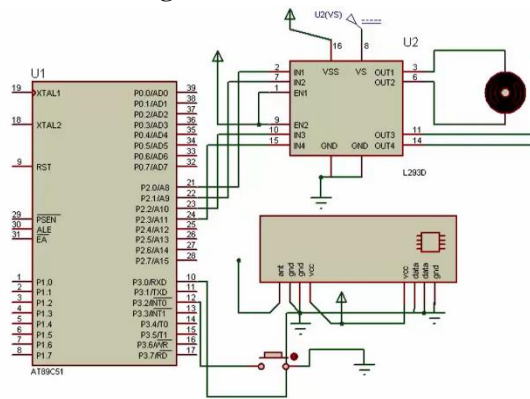 U2(VS)
U1
19 XTAL1
18 XTAL2
9 RST
29 PSEN
30 ALE
31 EA
1 P1.0
2 P1.1
3 P1.2
4 P1.3
5 P1.4
6 P1.5
7 P1.6
8 P1.7
P0.0/AD0 39
P0.1/AD1 38
P0.2/AD2 37
P0.3/AD3 36
P0.4/AD4 35
P0.5/AD5 34
P0.6/AD6 33
P0.7/AD7 32
P2.0/A8 21
P2.1/A9 22
P2.2/A10 23
P2.3/A11 24
P2.4/A12 25
P2.5/A13 26
P2.6/A14 27
P2.7/A15 28
P3.0/RXD 10
P3.1/TXD 11
P3.2/INT0 12
P3.3/INT1 13
P3.4/T0 14
P3.5/T1 15
P3.6/WR 16
P3.7/RD 17
AT89C51
U2
16 8
VSS VS
2 IN1
7 IN2
1 EN1
9 EN2
10 IN3
15 IN4
OUT1 3
OUT2 6
OUT3 11
OUT4 14
GND GND
L293D
ant
gnd
gnd
vcc
vcc
data
data
gnd